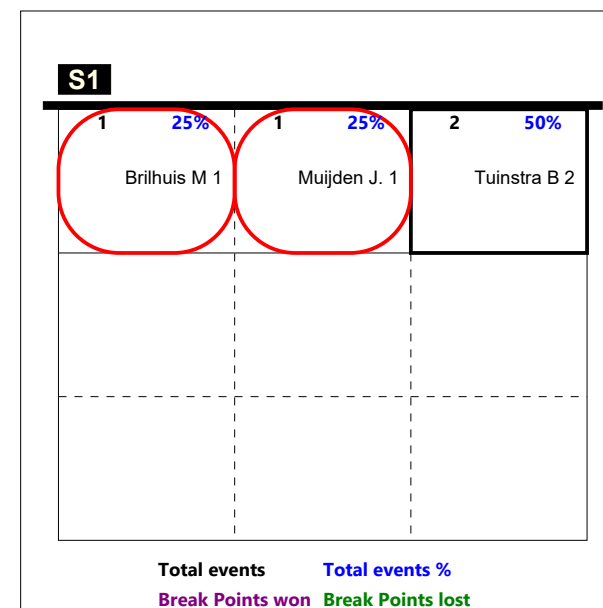 S1
1 25% 1 25% 2 50%
Brilhuis M 1 Muijden J. 1 Tuinstra B 2
Total events Total events %
Break Points won Break Points lost